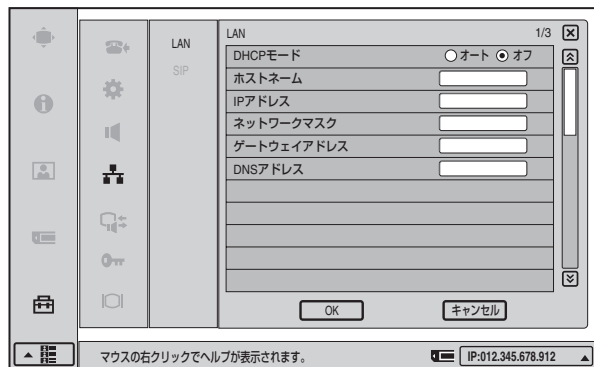 LAN
SIP
LAN 1/3
DHCPモード オート オフ
ホストネーム
IPアドレス
ネットワークマスク
ゲートウェイアドレス
DNSアドレス
OK キャンセル
マウスの右クリックでヘルプが表示されます。 IP:012.345.678.912